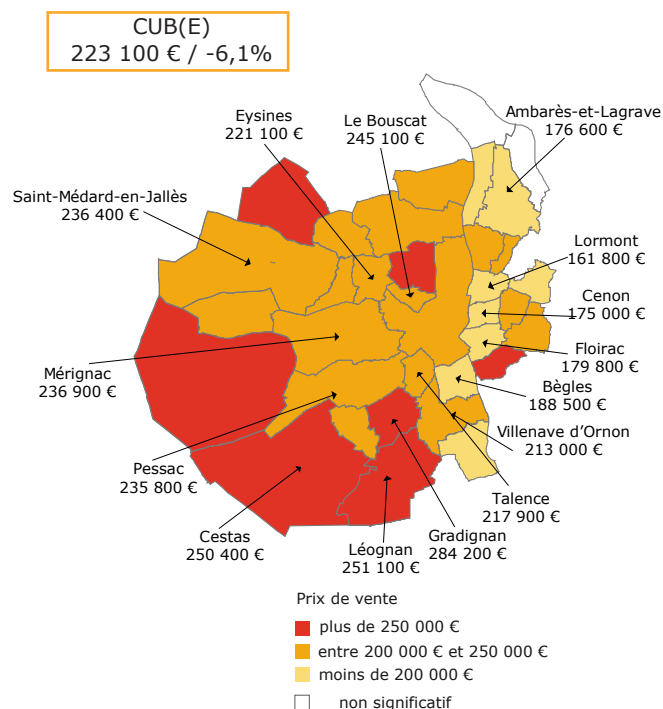 CUB(E)
223 100 € / -6,1%
Eysines
221 100 €
Le Bouscat
245 100 €
Ambarès-et-Lagrave
176 600 €
Saint-Médard-en-Jallès
236 400 €
Lormont
161 800 €
Cenon
175 000 €
Floirac
179 800 €
Mérignac
236 900 €
Bègles
188 500 €
Villenave d'Ornon
213 000 €
Pessac
235 800 €
Talence
217 900 €
Cestas
250 400 €
Léognan
251 100 €
Gradignan
284 200 €
Prix de vente
plus de 250 000 €
entre 200 000 € et 250 000 €
moins de 200 000 €
non significatif